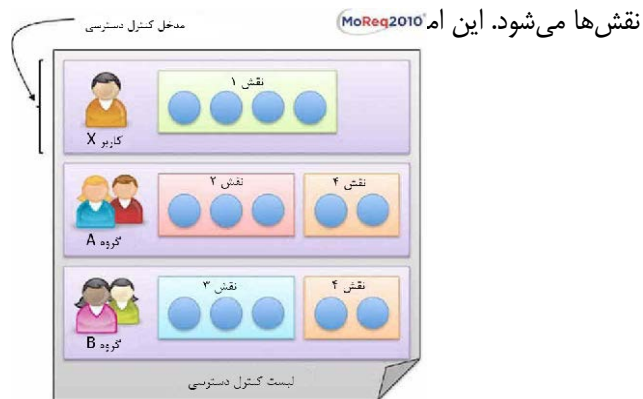 نقش‌ها می‌شود. این ام
MoReq2010®
مدخل کنترل دسترسی
نقش ۱
کاربر X
نقش ۲
نقش ۴
گروه A
نقش ۳
نقش ۴
گروه B
لیست کنترل دسترسی